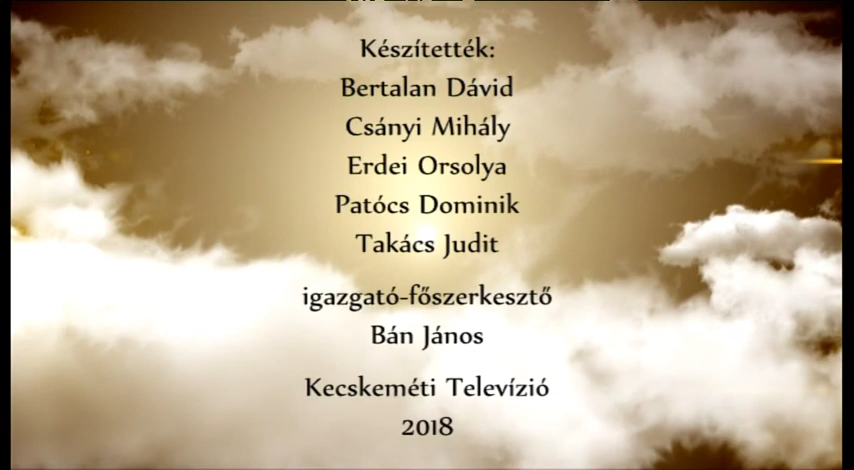 Készítették:
Bertalan Dávid
Csányi Mihály
Erdei Orsolya
Patócs Dominik
Takács Judit
igazgató-főszerkesztő
Bán János
Kecskeméti Televízió
2018